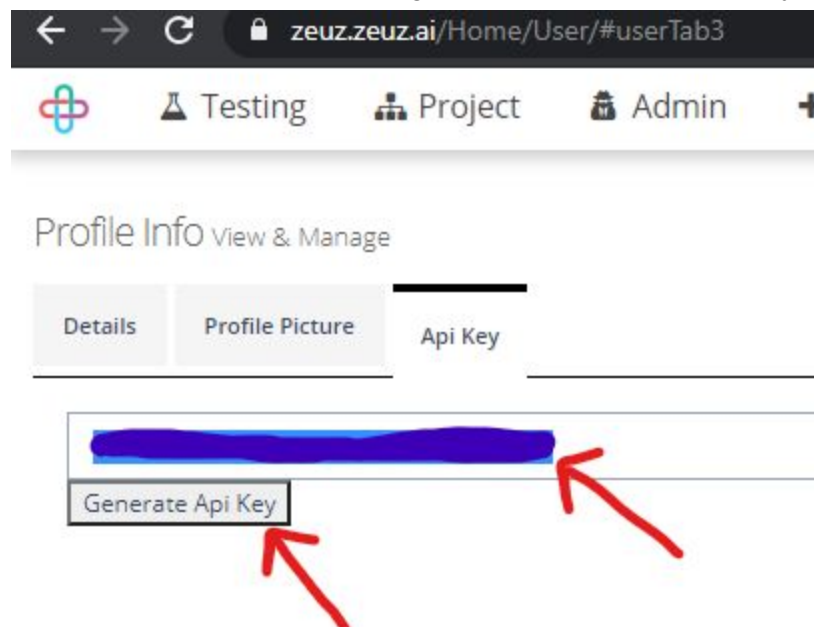 zeuz.zeuz.ai/Home/User/#userTab3
Testing Project Admin
Profile Info View & Manage
Details Profile Picture Api Key
Generate Api Key